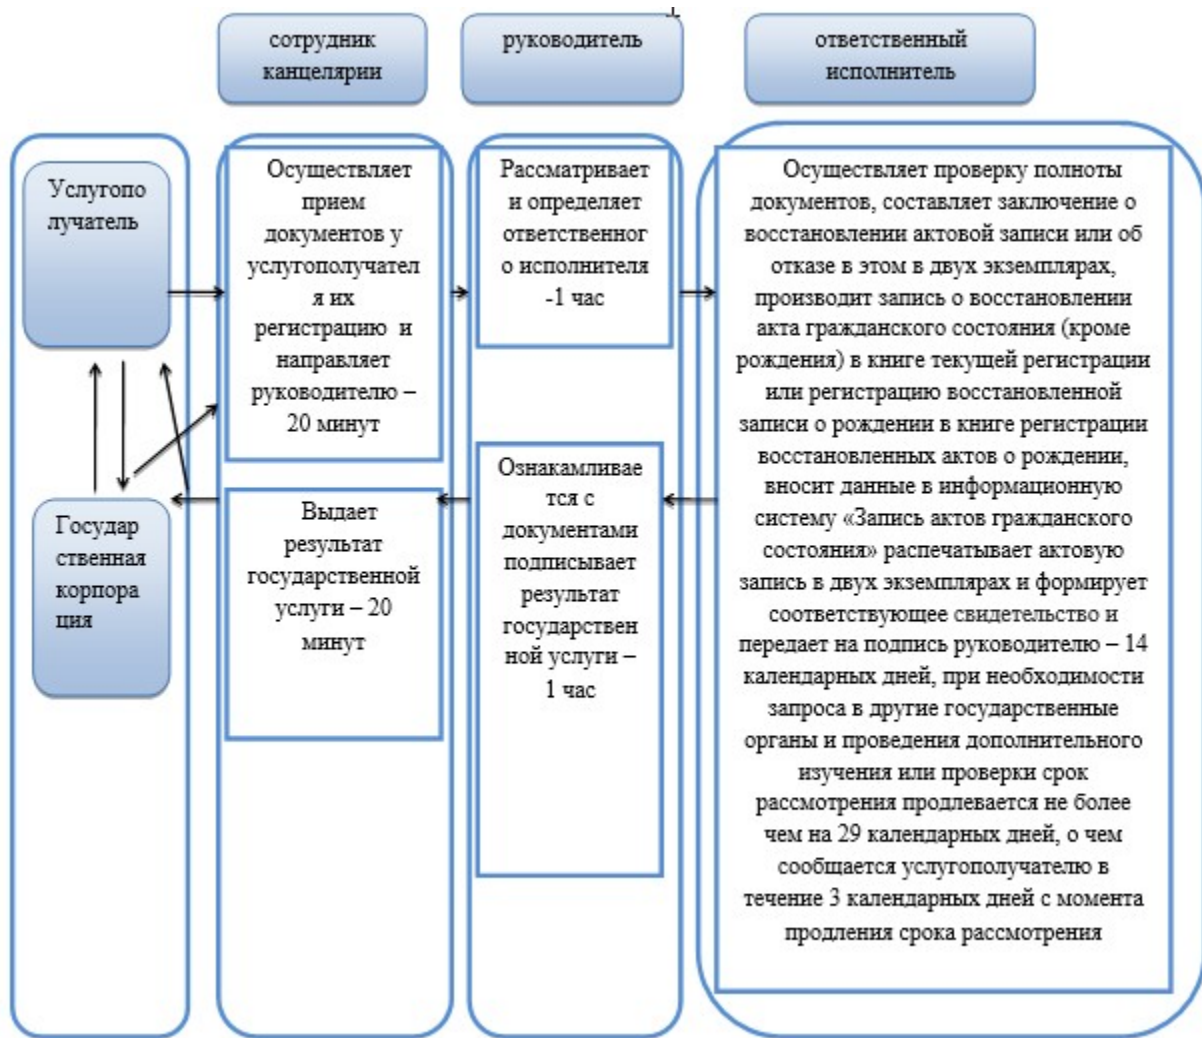 сотрудник
канцелярии
руководитель
ответственный
исполнитель
Услугопо
лучатель
Государ
ственная
корпора
ция
Осуществляет
прием
документов у
услугополучател
я их
регистрацию и
направляет
руководителю –
20 минут
Выдает
результат
государственной
услуги – 20
минут
Рассматривает
и определяет
ответственног
о исполнителя
-1 час
Ознакамливае
тся с
документами
подписывает
результат
государствен
ной услуги –
1 час
Осуществляет проверку полноты
документов, составляет заключение о
восстановлении актовой записи или об
отказе в этом в двух экземплярах,
производит запись о восстановлении
акта гражданского состояния (кроме
рождения) в книге текущей регистрации
или регистрацию восстановленной
записи о рождении в книге регистрации
восстановленных актов о рождении,
вносит данные в информационную
систему «Запись актов гражданского
состояния» распечатывает актовую
запись в двух экземплярах и формирует
соответствующее свидетельство и
передает на подпись руководителю – 14
календарных дней, при необходимости
запроса в другие государственные
органы и проведения дополнительного
изучения или проверки срок
рассмотрения продлевается не более
чем на 29 календарных дней, о чем
сообщается услугополучателю в
течение 3 календарных дней с момента
продления срока рассмотрения